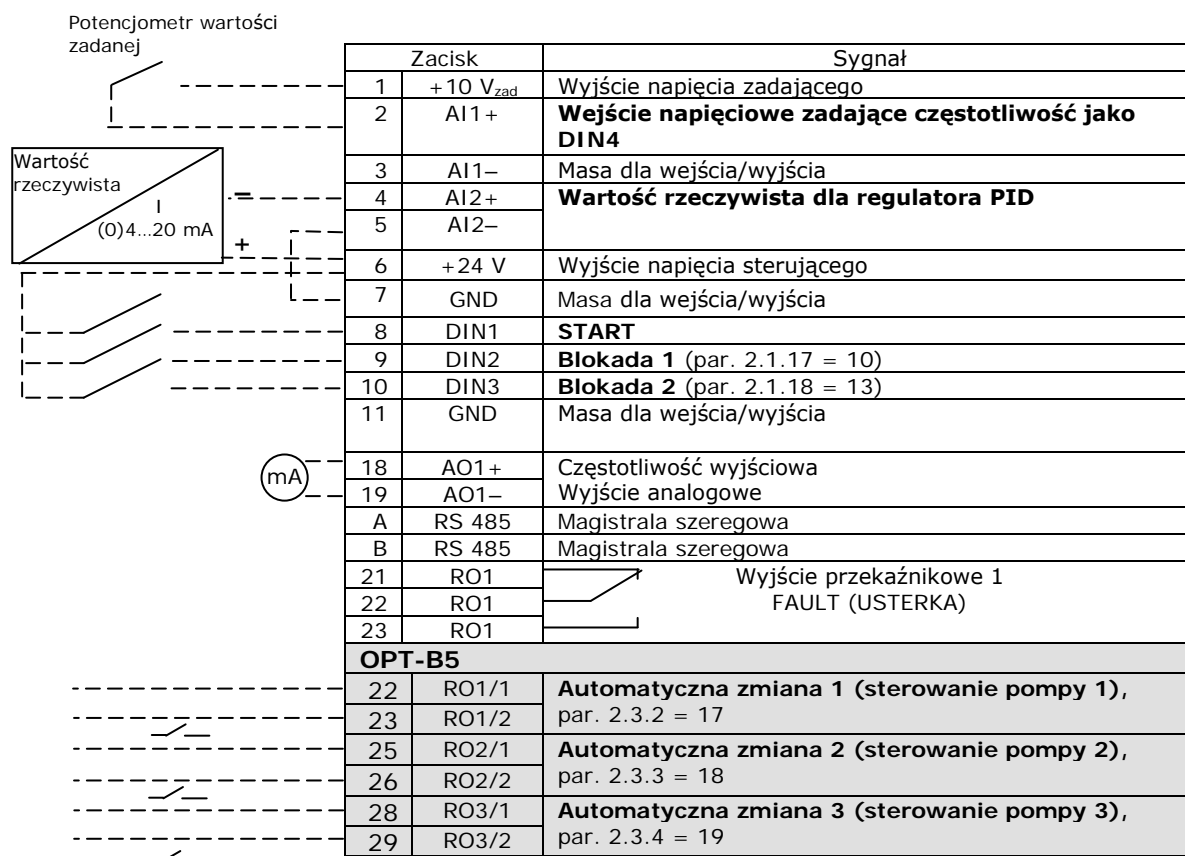 Potencjometr wartości
zadanej
Zacisk Sygnał
1 +10 Vzad Wyjście napięcia zadającego
2 AI1+ Wejście napięciowe zadające częstotliwość jako
DIN4
Wartość
rzeczywista
I
(0)4...20 mA
–
+
3 AI1– Masa dla wejścia/wyjścia
4 AI2+ Wartość rzeczywista dla regulatora PID
5 AI2–
6 +24 V Wyjście napięcia sterującego
7 GND Masa dla wejścia/wyjścia
8 DIN1 START
9 DIN2 Blokada 1 (par. 2.1.17 = 10)
10 DIN3 Blokada 2 (par. 2.1.18 = 13)
11 GND Masa dla wejścia/wyjścia
mA
18 AO1+ Częstotliwość wyjściowa
19 AO1– Wyjście analogowe
A RS 485 Magistrala szeregowa
B RS 485 Magistrala szeregowa
21 RO1 Wyjście przekaźnikowe 1
22 RO1 FAULT (USTERKA)
23 RO1
OPT-B5
22 RO1/1 Automatyczna zmiana 1 (sterowanie pompy 1),
23 RO1/2 par. 2.3.2 = 17
25 RO2/1 Automatyczna zmiana 2 (sterowanie pompy 2),
26 RO2/2 par. 2.3.3 = 18
28 RO3/1 Automatyczna zmiana 3 (sterowanie pompy 3),
29 RO3/2 par. 2.3.4 = 19